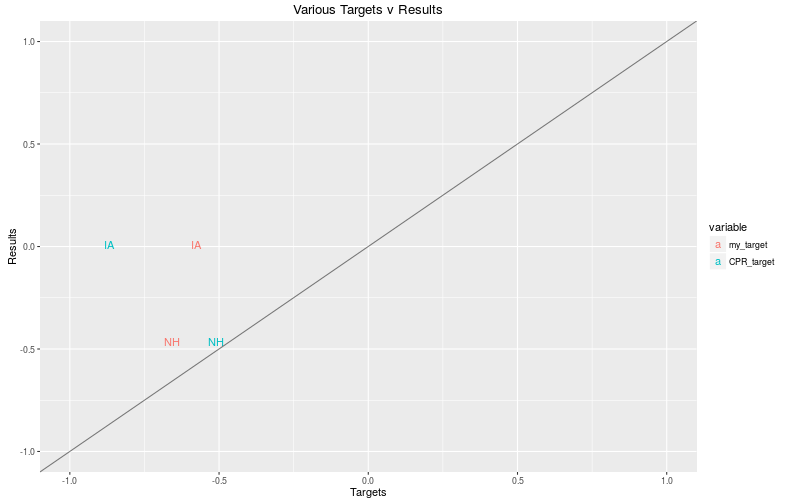 Various Targets v Results
1.0
0.5
0.0
-0.5
-1.0
Results
IA
IA
NH
NH
-1.0
-0.5
0.0
0.5
1.0
Targets
variable
a my_target
a CPR_target